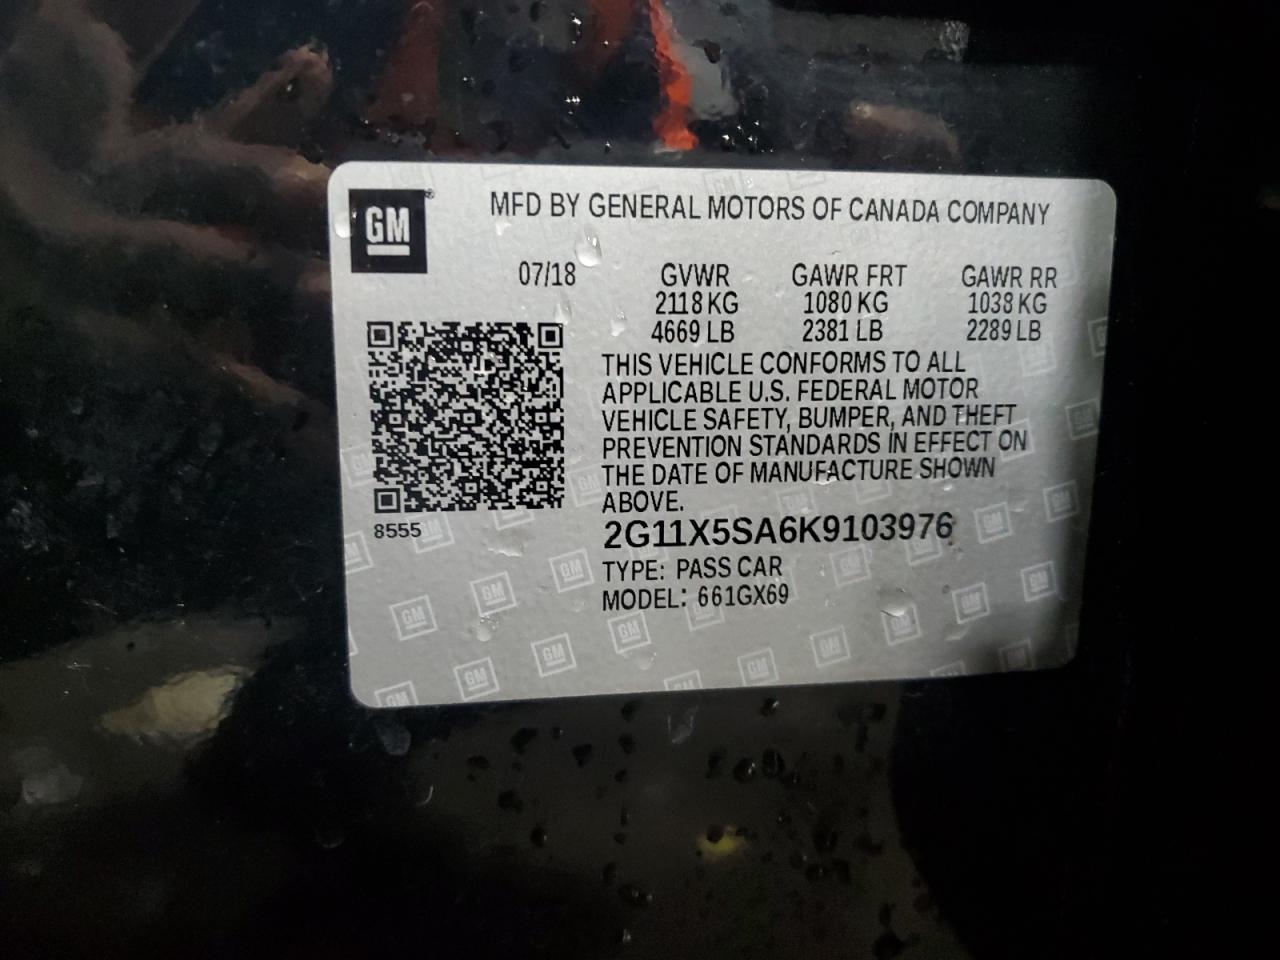 GM®
MFD BY GENERAL MOTORS OF CANADA COMPANY
07/18 GVWR GAWR FRT GAWR RR
2118 KG 1080 KG 1038 KG
4669 LB 2381 LB 2289 LB
THIS VEHICLE CONFORMS TO ALL
APPLICABLE U.S. FEDERAL MOTOR
VEHICLE SAFETY, BUMPER, AND THEFT
PREVENTION STANDARDS IN EFFECT ON
THE DATE OF MANUFACTURE SHOWN
ABOVE.
8555
2G11X5SA6K9103976
TYPE: PASS CAR
MODEL: 661GX69